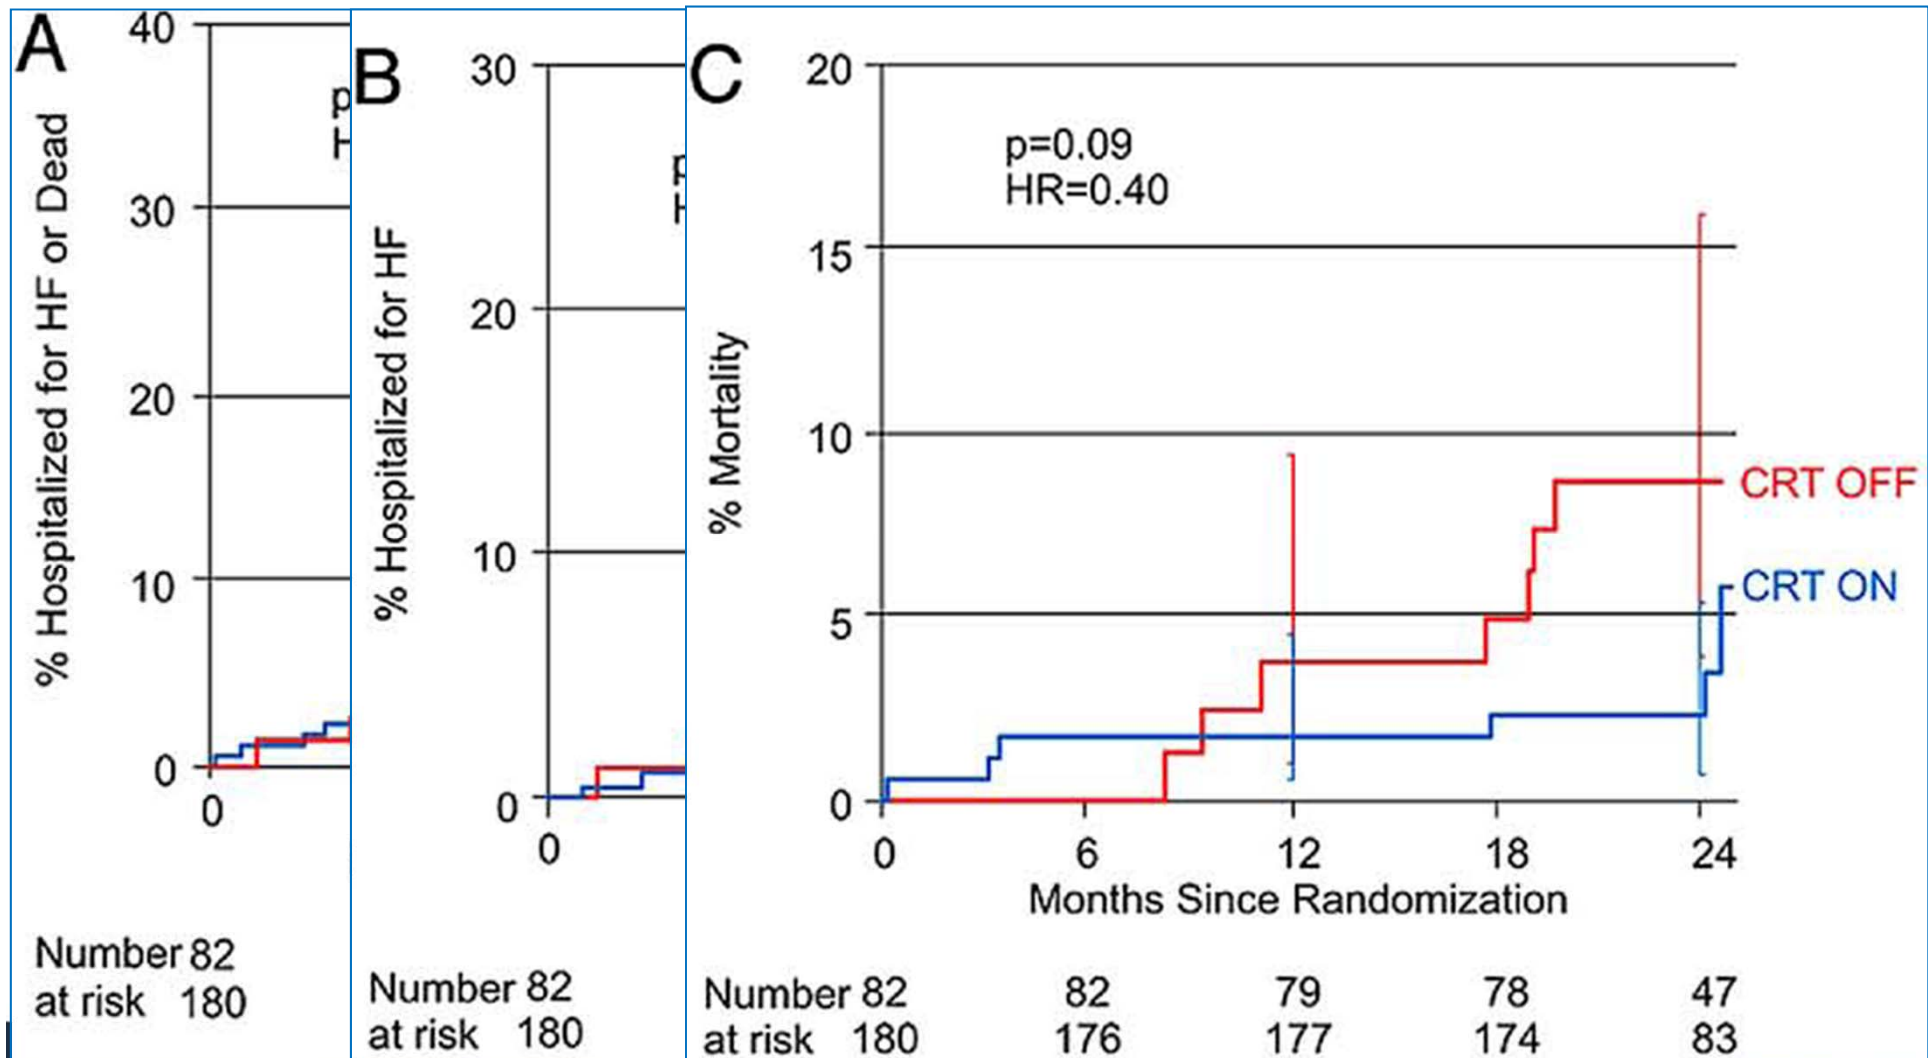 A
% Hospitalized for HF or Dead
40
30
20
10
0
0
Number 82
at risk 180
B
% Hospitalized for HF
30
20
10
0
0
Number 82
at risk 180
C
% Mortality
20
15
10
5
0
p=0.09
HR=0.40
CRT OFF
CRT ON
0 6 12 18 24
Months Since Randomization
Number 82 82 79 78 47
at risk 180 176 177 174 83